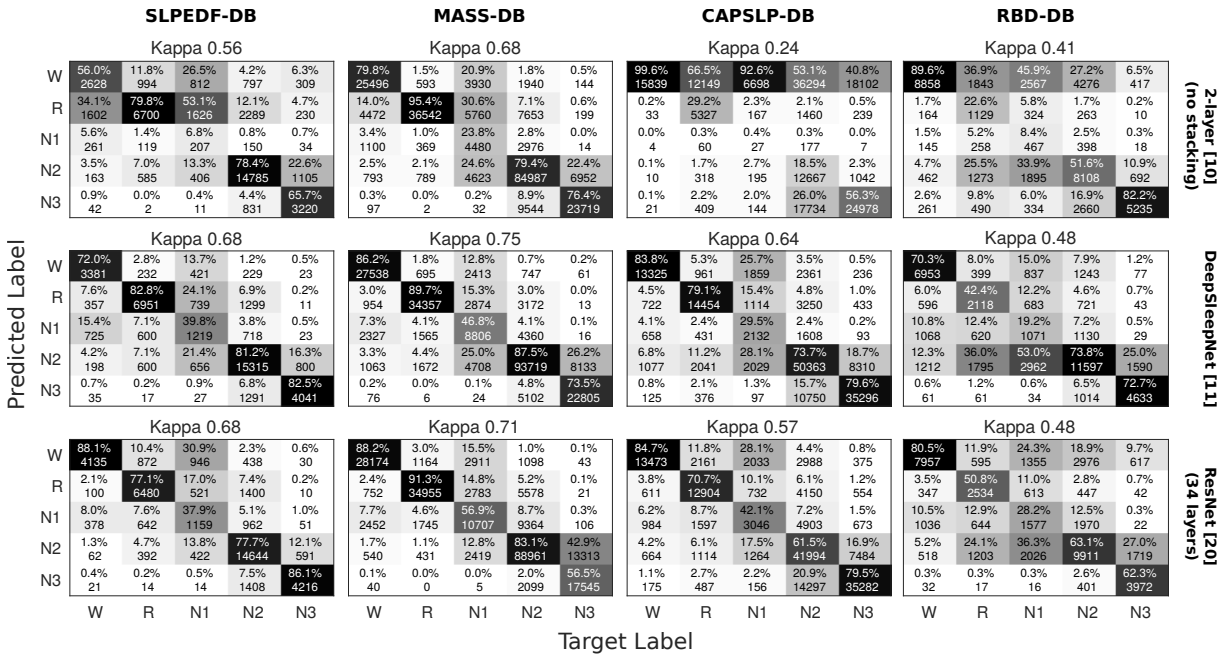 SLPEDF-DB MASS-DB CAPSLP-DB RBD-DB
Kappa 0.56 Kappa 0.68 Kappa 0.24 Kappa 0.41
W 56.0% 11.8% 26.5% 4.2% 6.3% 79.8% 1.5% 20.9% 1.8% 0.5% 99.6% 66.5% 92.6% 53.1% 40.8% 89.6% 36.9% 45.9% 27.2% 6.5%
2628 994 812 797 309 25496 593 3930 1940 144 15839 12149 6698 36294 18102 8858 1843 2567 4276 417
R 34.1% 79.8% 53.1% 12.1% 4.7% 14.0% 95.4% 30.6% 7.1% 0.6% 0.2% 29.2% 2.3% 2.1% 0.5% 1.7% 22.6% 5.8% 1.7% 0.2%
1602 6700 1626 2289 230 4472 36542 5760 7653 199 33 5327 167 1460 239 164 1129 324 263 10
N1 5.6% 1.4% 6.8% 0.8% 0.7% 3.4% 1.0% 23.8% 2.8% 0.0% 0.0% 0.3% 0.4% 0.3% 0.0% 1.5% 5.2% 8.4% 2.5% 0.3%
261 119 207 150 34 1100 369 4480 2976 14 4 60 27 177 7 145 258 467 398 18
N2 3.5% 7.0% 13.3% 78.4% 22.6% 2.5% 2.1% 24.6% 79.4% 22.4% 0.1% 1.7% 2.7% 18.5% 2.3% 4.7% 25.5% 33.9% 51.6% 10.9%
163 585 406 14785 1105 793 789 4623 84987 6952 10 318 195 12667 1042 462 1273 1895 8108 692
N3 0.9% 0.0% 0.4% 4.4% 65.7% 0.3% 0.0% 0.2% 8.9% 76.4% 0.1% 2.2% 2.0% 26.0% 56.3% 2.6% 9.8% 6.0% 16.9% 82.2%
42 2 11 831 3220 97 2 32 9544 23719 21 409 144 17734 24978 261 490 334 2660 5235
2-layer [10]
(no stacking)
Kappa 0.68 Kappa 0.75 Kappa 0.64 Kappa 0.48
W 72.0% 2.8% 13.7% 1.2% 0.5% 86.2% 1.8% 12.8% 0.7% 0.2% 83.8% 5.3% 25.7% 3.5% 0.5% 70.3% 8.0% 15.0% 7.9% 1.2%
3381 232 421 229 23 27538 695 2413 747 61 13325 961 1859 2361 236 6953 399 837 1243 77
R 7.6% 82.8% 24.1% 6.9% 0.2% 3.0% 89.7% 15.3% 3.0% 0.0% 4.5% 79.1% 15.4% 4.8% 1.0% 6.0% 42.4% 12.2% 4.6% 0.7%
357 6951 739 1299 11 954 34357 2874 3172 13 722 14454 1114 3250 433 596 2118 683 721 43
N1 15.4% 7.1% 39.8% 3.8% 0.5% 7.3% 4.1% 46.8% 4.1% 0.1% 4.1% 2.4% 29.5% 2.4% 0.2% 10.8% 12.4% 19.2% 7.2% 0.5%
725 600 1219 718 23 2327 1565 8806 4360 16 658 431 2132 1608 93 1068 620 1071 1130 29
N2 4.2% 7.1% 21.4% 81.2% 16.3% 3.3% 4.4% 25.0% 87.5% 26.2% 6.8% 11.2% 28.1% 73.7% 18.7% 12.3% 36.0% 53.0% 73.8% 25.0%
198 600 656 15315 800 1063 1672 4708 93719 8133 1077 2041 2029 50363 8310 1212 1795 2962 11597 1590
N3 0.7% 0.2% 0.9% 6.8% 82.5% 0.2% 0.0% 0.1% 4.8% 73.5% 0.8% 2.1% 1.3% 15.7% 79.6% 0.6% 1.2% 0.6% 6.5% 72.7%
35 17 27 1291 4041 76 6 24 5102 22805 125 376 97 10750 35296 61 61 34 1014 4633
DeepSleepNet [11]
Kappa 0.68 Kappa 0.71 Kappa 0.57 Kappa 0.48
W 88.1% 10.4% 30.9% 2.3% 0.6% 88.2% 3.0% 15.5% 1.0% 0.1% 84.7% 11.8% 28.1% 4.4% 0.8% 80.5% 11.9% 24.3% 18.9% 9.7%
4135 872 946 438 30 28174 1164 2911 1098 43 13473 2161 2033 2988 375 7957 595 1355 2976 617
R 2.1% 77.1% 17.0% 7.4% 0.2% 2.4% 91.3% 14.8% 5.2% 0.1% 3.8% 70.7% 10.1% 6.1% 1.2% 3.5% 50.8% 11.0% 2.8% 0.7%
100 6480 521 1400 10 752 34955 2783 5578 21 611 12904 732 4150 554 347 2534 613 447 42
N1 8.0% 7.6% 37.9% 5.1% 1.0% 7.7% 4.6% 56.9% 8.7% 0.3% 6.2% 8.7% 42.1% 7.2% 1.5% 10.5% 12.9% 28.2% 12.5% 0.3%
378 642 1159 962 51 2452 1745 10707 9364 106 984 1597 3046 4903 673 1036 644 1577 1970 22
N2 1.3% 4.7% 13.8% 77.7% 12.1% 1.7% 1.1% 12.8% 83.1% 42.9% 4.2% 6.1% 17.5% 61.5% 16.9% 5.2% 24.1% 36.3% 63.1% 27.0%
62 392 422 14644 591 540 431 2419 88961 13313 664 1114 1264 41994 7484 518 1203 2026 9911 1719
N3 0.4% 0.2% 0.5% 7.5% 86.1% 0.1% 0.0% 0.0% 2.0% 56.5% 1.1% 2.7% 2.2% 20.9% 79.5% 0.3% 0.3% 0.3% 2.6% 62.3%
21 14 14 1408 4216 40 0 5 2099 17545 175 487 156 14297 35282 32 17 16 401 3972
ResNet [20]
(34 layers)
W R N1 N2 N3 W R N1 N2 N3 W R N1 N2 N3 W R N1 N2 N3
Predicted Label
Target Label